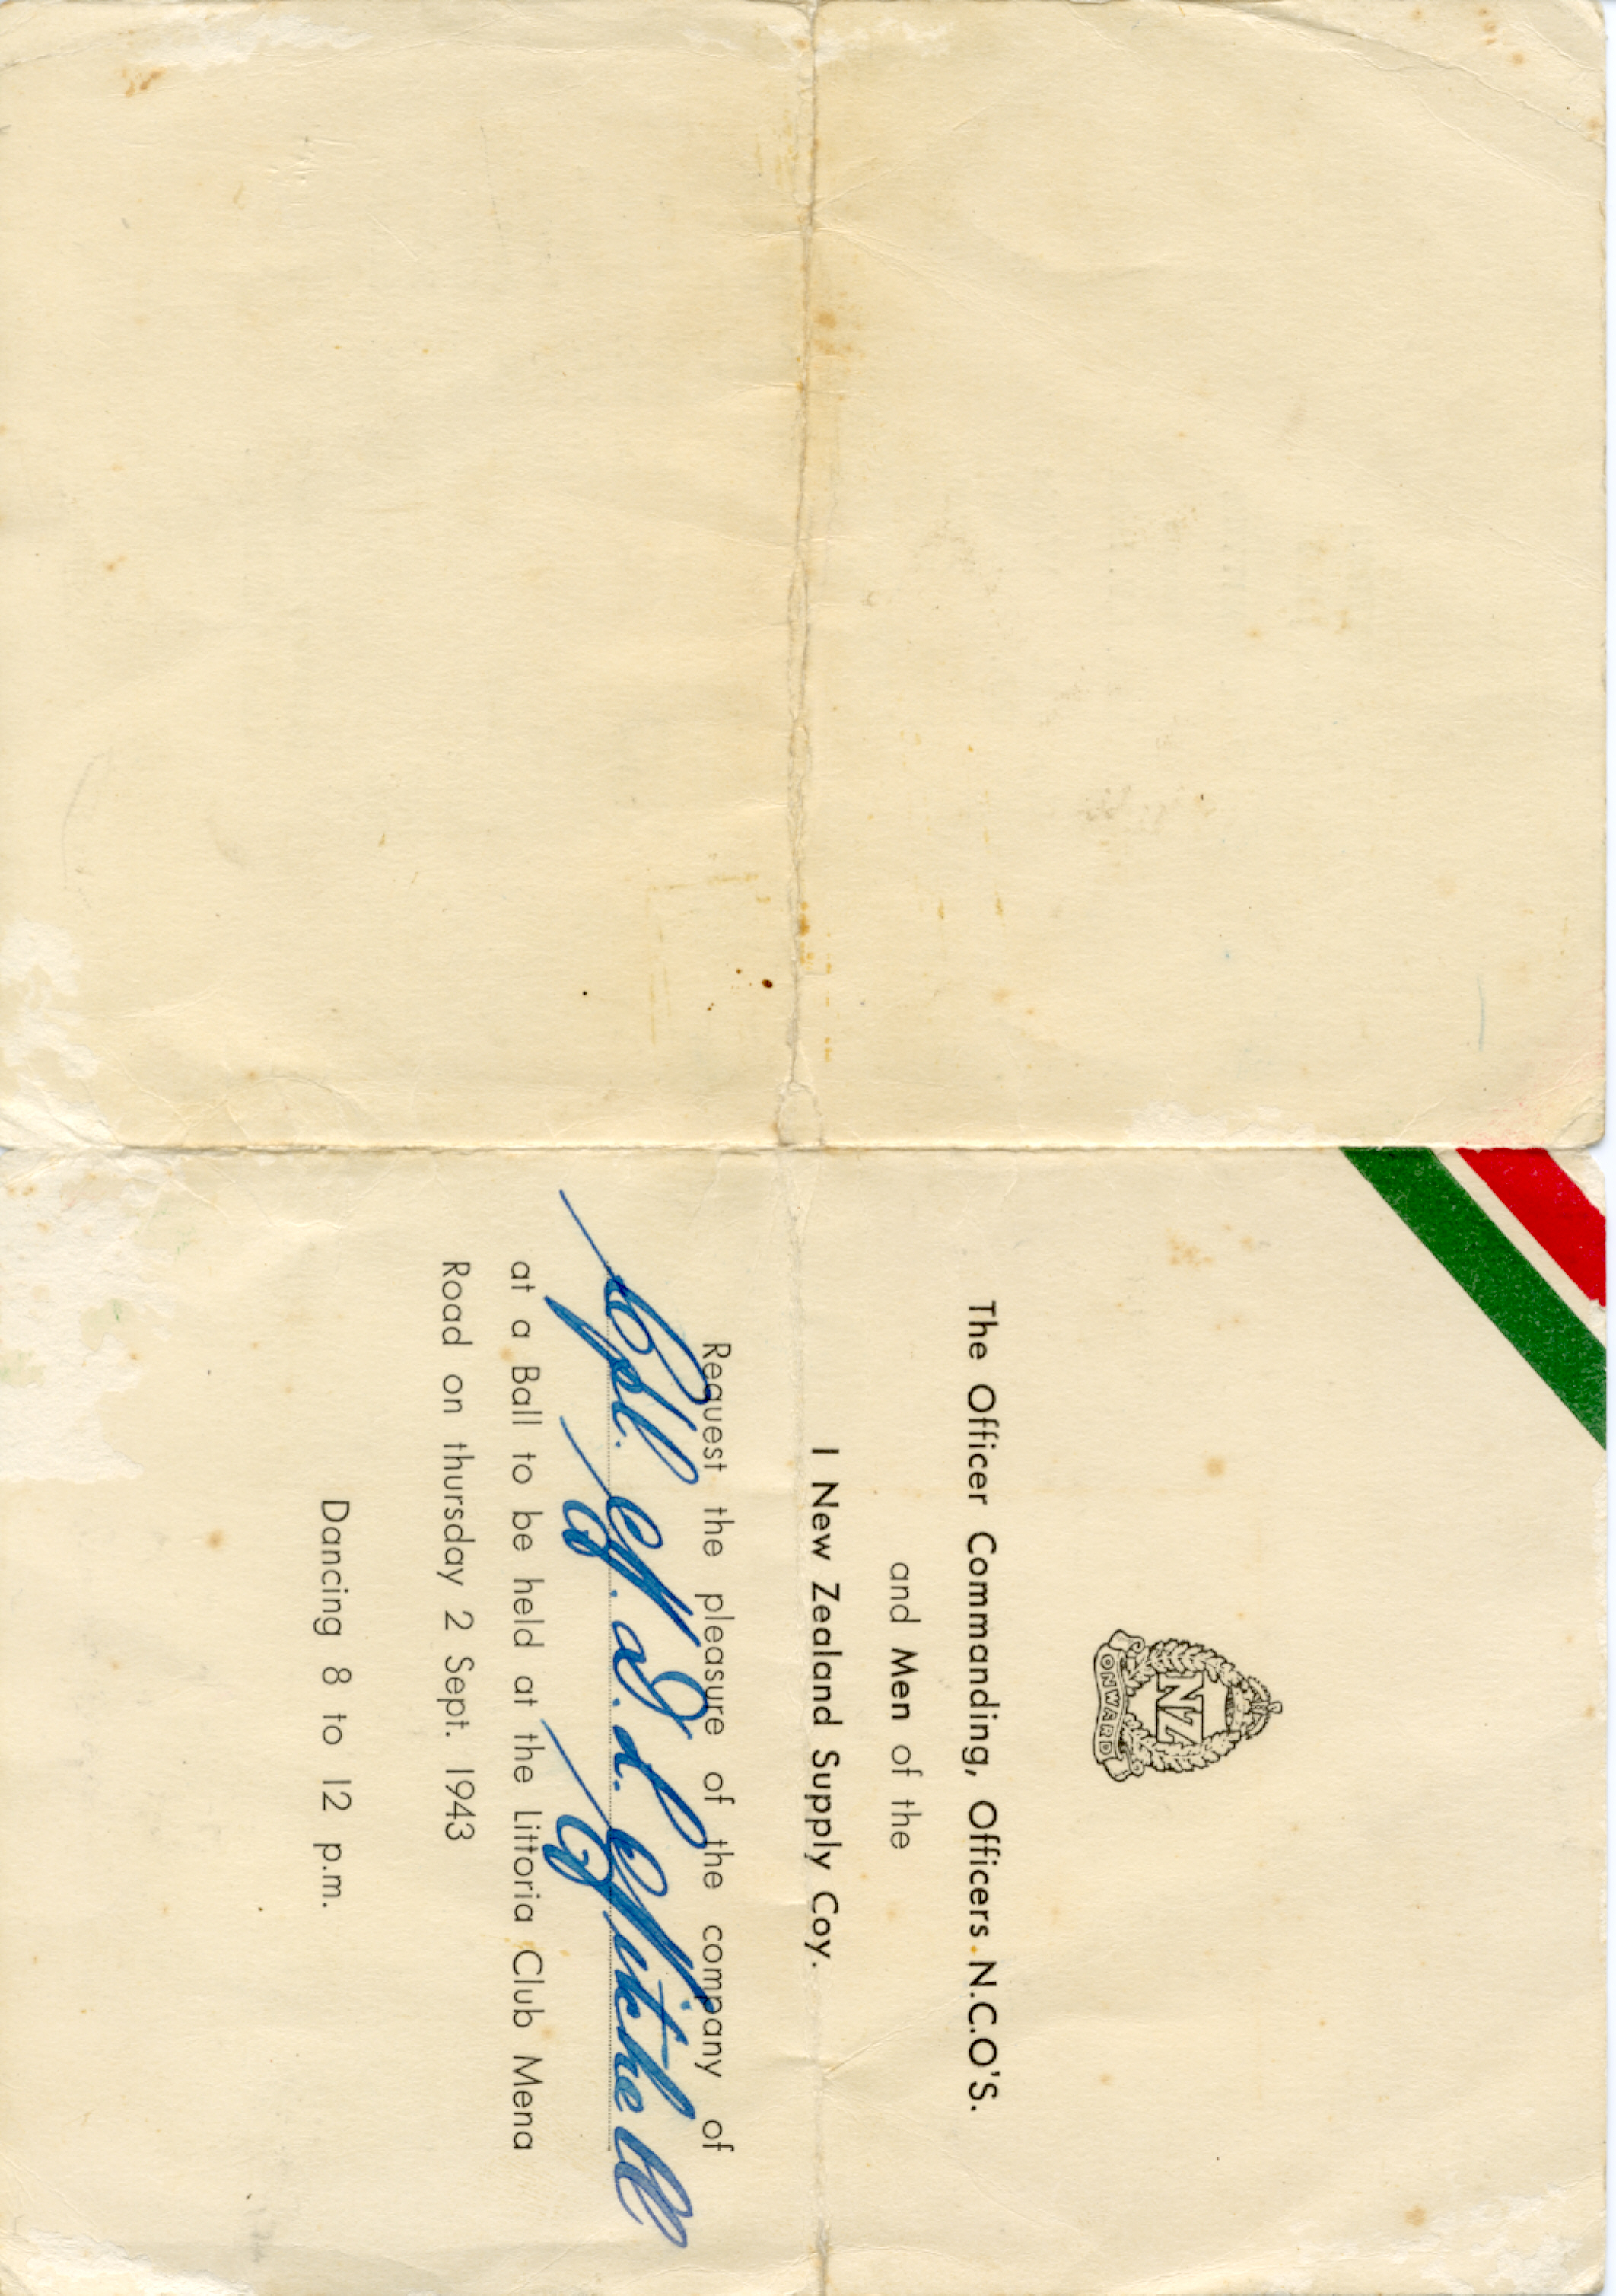 NZ
ONWARD
The Officer Commanding, Officers N.C.O'S.
and Men of the
1 New Zealand Supply Coy.
Request the pleasure of the company of
Cpl. M. Mitchell
at a Ball to be held at the Littoria Club Mena
Road on thursday 2 Sept. 1943
Dancing 8 to 12 p.m.